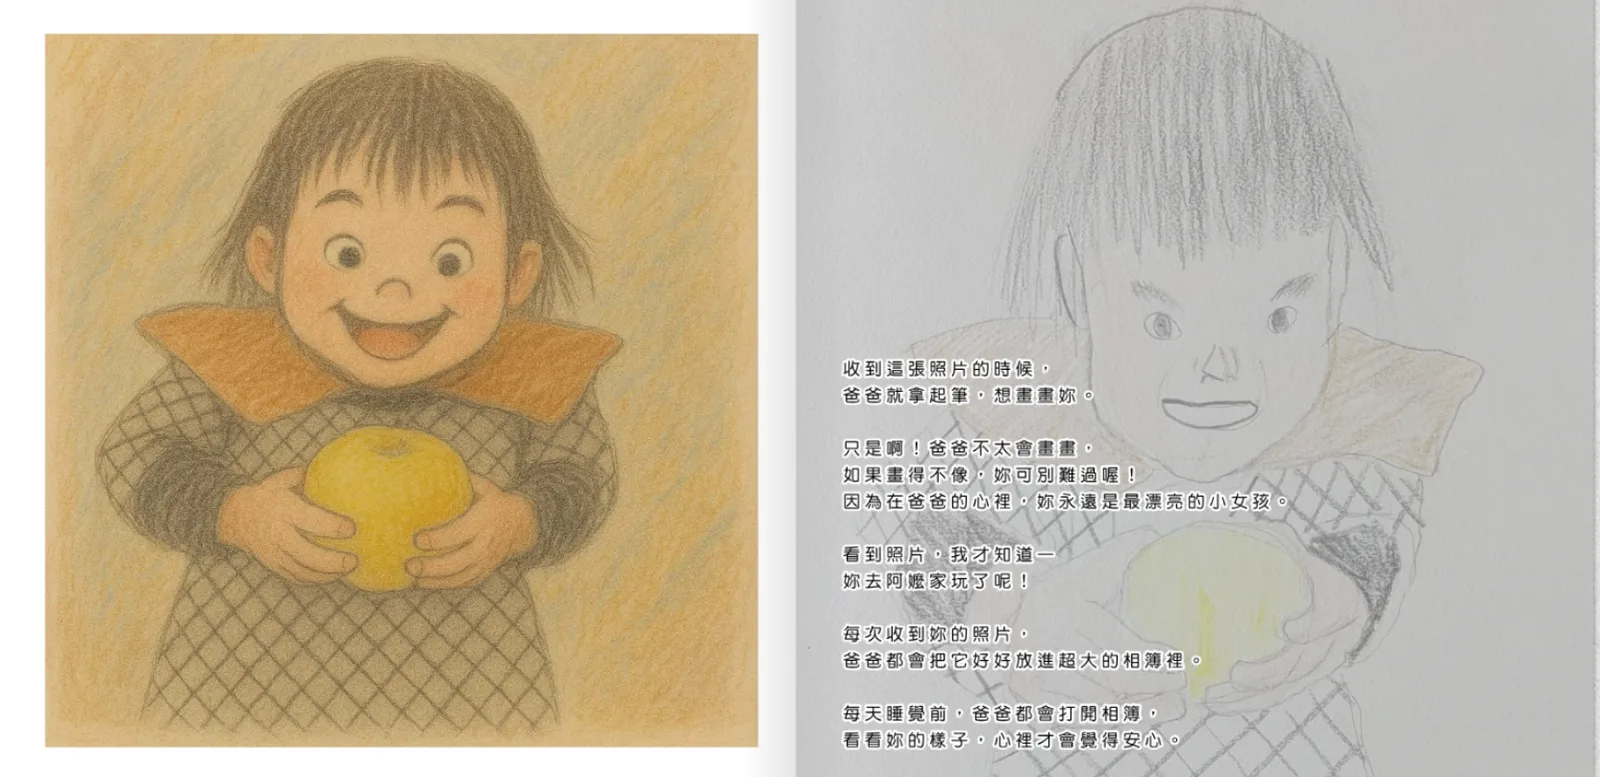 收到這張照片的時候，
爸爸就拿起筆，想畫畫妳。
只是啊！爸爸不太會畫畫，
如果畫得不像，妳可別難過喔！
因為在爸爸的心裡，妳永遠是最漂亮的小女孩。
看到照片，我才知道—
妳去阿嬤家玩了呢！
每次收到妳的照片，
爸爸都會把它好好放進超大的相簿裡。
每天睡覺前，爸爸都會打開相簿，
看看妳的樣子，心裡才會覺得安心。